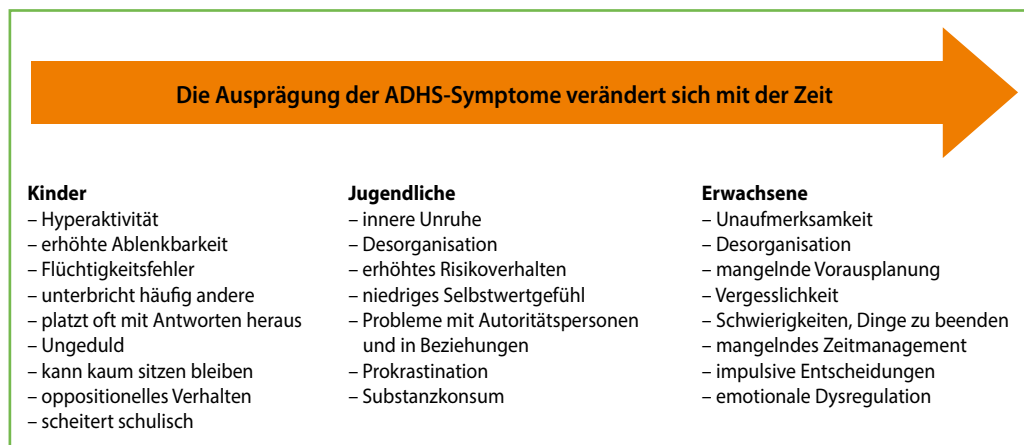 Die Ausprägung der ADHS-Symptome verändert sich mit der Zeit
Kinder
– Hyperaktivität
– erhöhte Ablenkbarkeit
– Flüchtigkeitsfehler
– unterbricht häufig andere
– platzt oft mit Antworten heraus
– Ungeduld
– kann kaum sitzen bleiben
– oppositionelles Verhalten
– scheitert schulisch
Jugendliche
– innere Unruhe
– Desorganisation
– erhöhtes Risikoverhalten
– niedriges Selbstwertgefühl
– Probleme mit Autoritätspersonen
und in Beziehungen
– Prokrastination
– Substanzkonsum
Erwachsene
– Unaufmerksamkeit
– Desorganisation
– mangelnde Vorausplanung
– Vergesslichkeit
– Schwierigkeiten, Dinge zu beenden
– mangelndes Zeitmanagement
– impulsive Entscheidungen
– emotionale Dysregulation